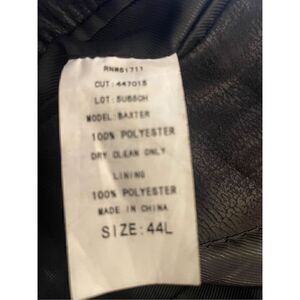 RN#61711
CUT: 447015
LOT: 5U66CH
MODEL: BAXTER
100% POLYESTER
DRY CLEAN ONLY
LINING
100% POLYESTER
MADE IN CHINA
SIZE: 44L